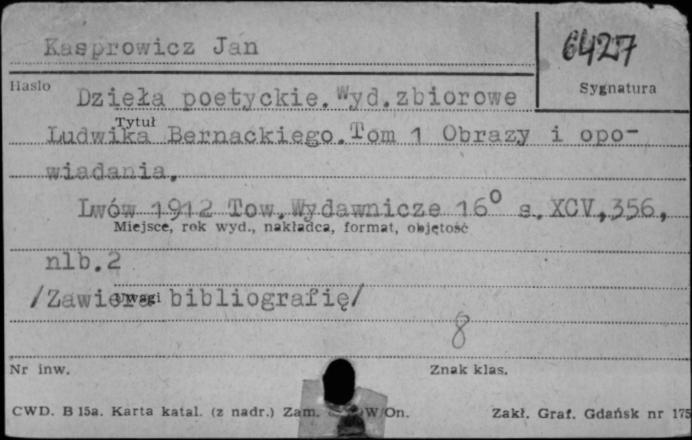 Kasprowicz Jan
6427
Hasło
Sygnatura
Dzieła poetyckie. Wyd. zbiorowe
Tytuł
Ludwika Bernackiego. Tom 1 Obrazy i opo-
wiadania.
Lwów 1912 Tow. Wydawnicze 16° s. XCV, 356,
Miejsce, rok wyd., nakładca, format, objętość
nlb. 2
Uwagi
/Zawiera bibliografię/
8
Nr inw.
Znak klas.
CWD. B 15a. Karta katal. (z nadr.) Zam. W/On.
Zakł. Graf. Gdańsk nr 175